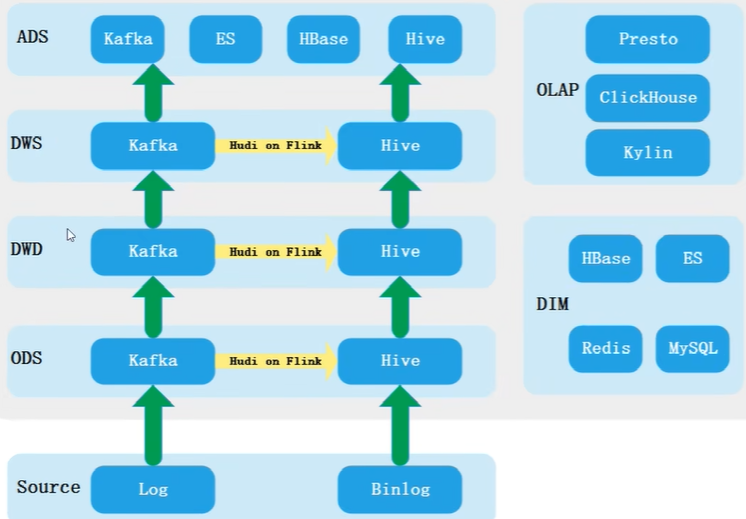 ADS
Kafka
ES
HBase
Hive
DWS
Kafka
Hudi on Flink
Hive
DWD
Kafka
Hudi on Flink
Hive
ODS
Kafka
Hudi on Flink
Hive
Source
Log
Binlog
OLAP
Presto
ClickHouse
Kylin
DIM
HBase
ES
Redis
MySQL